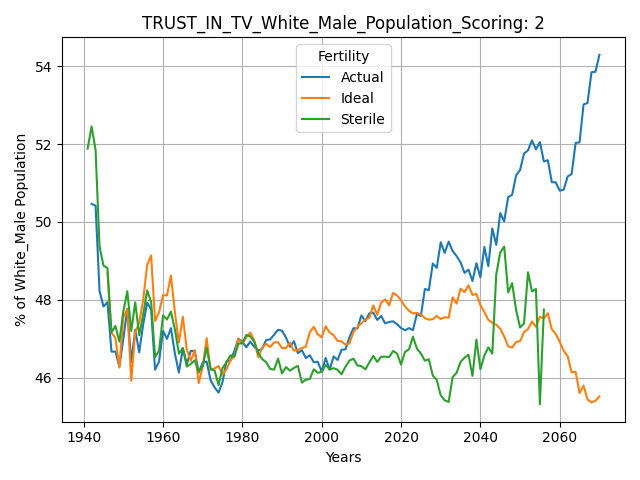 TRUST_IN_TV_White_Male_Population_Scoring: 2
Fertility
Actual
Ideal
Sterile
% of White_Male Population
54
52
50
48
46
1940
1960
1980
2000
2020
2040
2060
Years